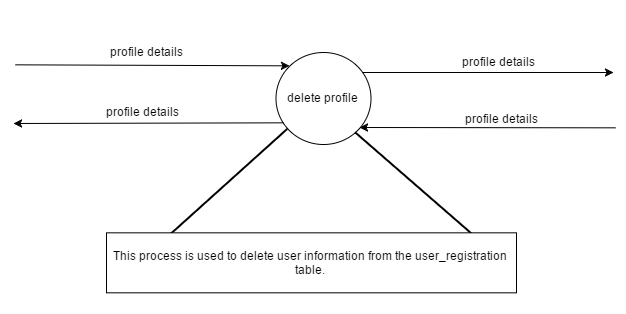 profile details
profile details
delete profile
profile details
profile details
This process is used to delete user information from the user_registration
table.